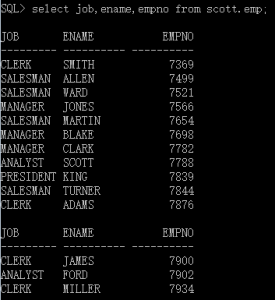 SQL> select job,ename,empno from scott.emp;
JOB ENAME EMPNO
--------- ---------- ----------
CLERK SMITH 7369
SALESMAN ALLEN 7499
SALESMAN WARD 7521
MANAGER JONES 7566
SALESMAN MARTIN 7654
MANAGER BLAKE 7698
MANAGER CLARK 7782
ANALYST SCOTT 7788
PRESIDENT KING 7839
SALESMAN TURNER 7844
CLERK ADAMS 7876
JOB ENAME EMPNO
--------- ---------- ----------
CLERK JAMES 7900
ANALYST FORD 7902
CLERK MILLER 7934